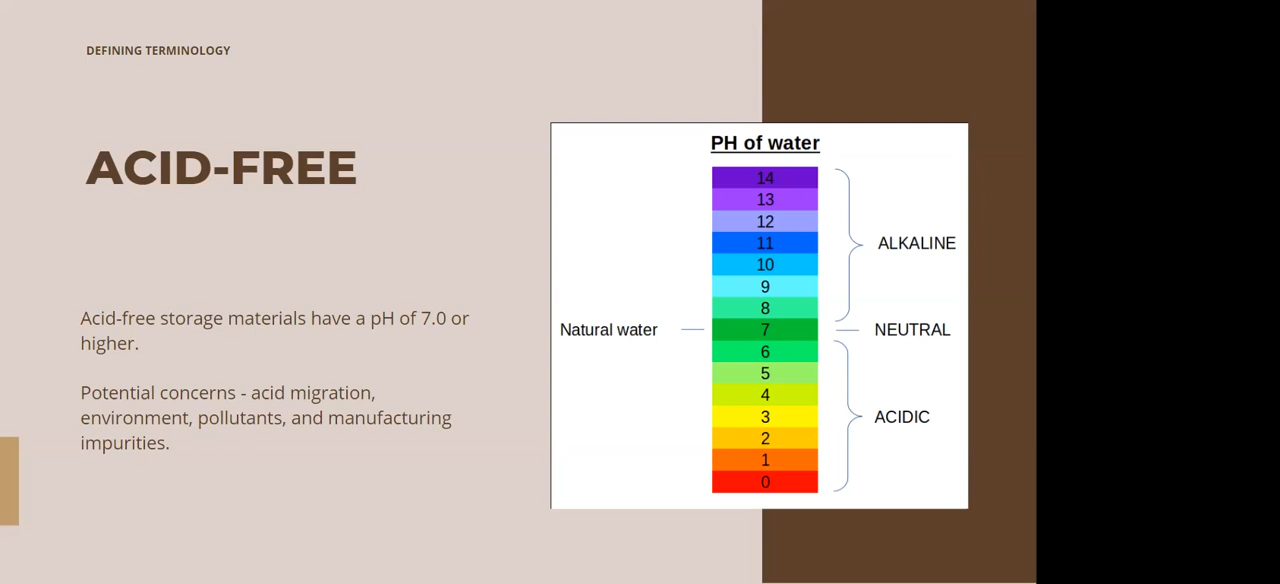 DEFINING TERMINOLOGY
ACID-FREE
Acid-free storage materials have a pH of 7.0 or
higher.
Potential concerns - acid migration,
environment, pollutants, and manufacturing
impurities.
PH of water
14
13
12
11
10
9
8
7
6
5
4
3
2
1
0
Natural water
ALKALINE
NEUTRAL
ACIDIC